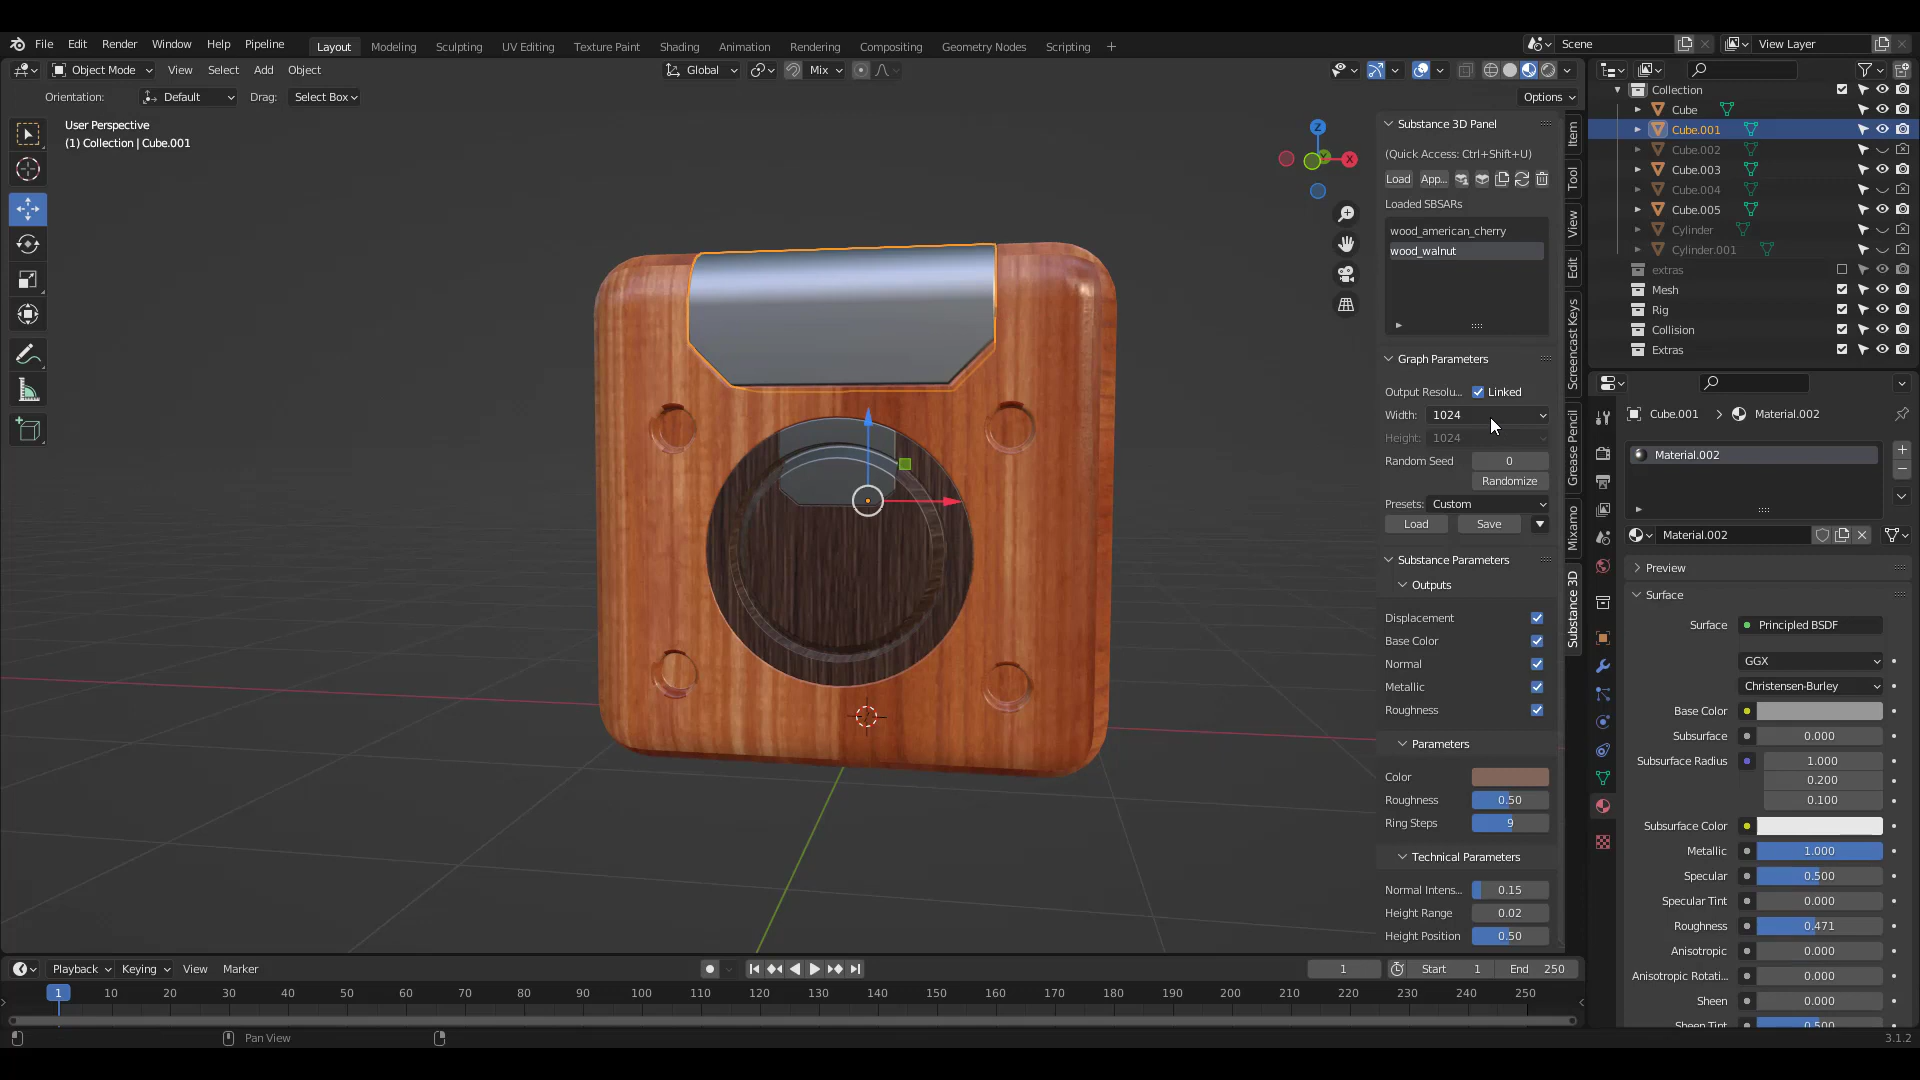 File Edit Render Window Help Pipeline Layout Modeling Sculpting UV Editing Texture Paint Shading Animation Rendering Compositing Geometry Nodes Scripting + Scene View Layer
Object Mode View Select Add Object Global Mix
Orientation: Default Drag: Select Box Options
User Perspective
(1) Collection | Cube.001
Z
X
Substance 3D Panel
(Quick Access: Ctrl+Shift+U)
Load App...
Loaded SBSARs
wood_american_cherry
wood_walnut
Graph Parameters
Output Resolu... Linked
Width: 1024
Height: 1024
Random Seed 0
Randomize
Presets: Custom
Load Save
Substance Parameters
Outputs
Displacement
Base Color
Normal
Metallic
Roughness
Parameters
Color
Roughness 0.50
Ring Steps 9
Technical Parameters
Normal Intens... 0.15
Height Range 0.02
Height Position 0.50
Item
Tool
View
Edit
Screencast Keys
Grease Pencil
Mixamo
Substance 3D
Collection
Cube
Cube.001
Cube.002
Cube.003
Cube.004
Cube.005
Cylinder
Cylinder.001
extras
Mesh
Rig
Collision
Extras
Cube.001 > Material.002
Material.002
Material.002
Preview
Surface
Surface Principled BSDF
GGX
Christensen-Burley
Base Color
Subsurface 0.000
Subsurface Radius 1.000
0.200
0.100
Subsurface Color
Metallic 1.000
Specular 0.500
Specular Tint 0.000
Roughness 0.471
Anisotropic 0.000
Anisotropic Rotati... 0.000
Sheen 0.000
Sheen Tint 0.500
Playback Keying View Marker 1 Start 1 End 250
1 10 20 30 40 50 60 70 80 90 100 110 120 130 140 150 160 170 180 190 200 210 220 230 240 250
Pan View 3.1.2